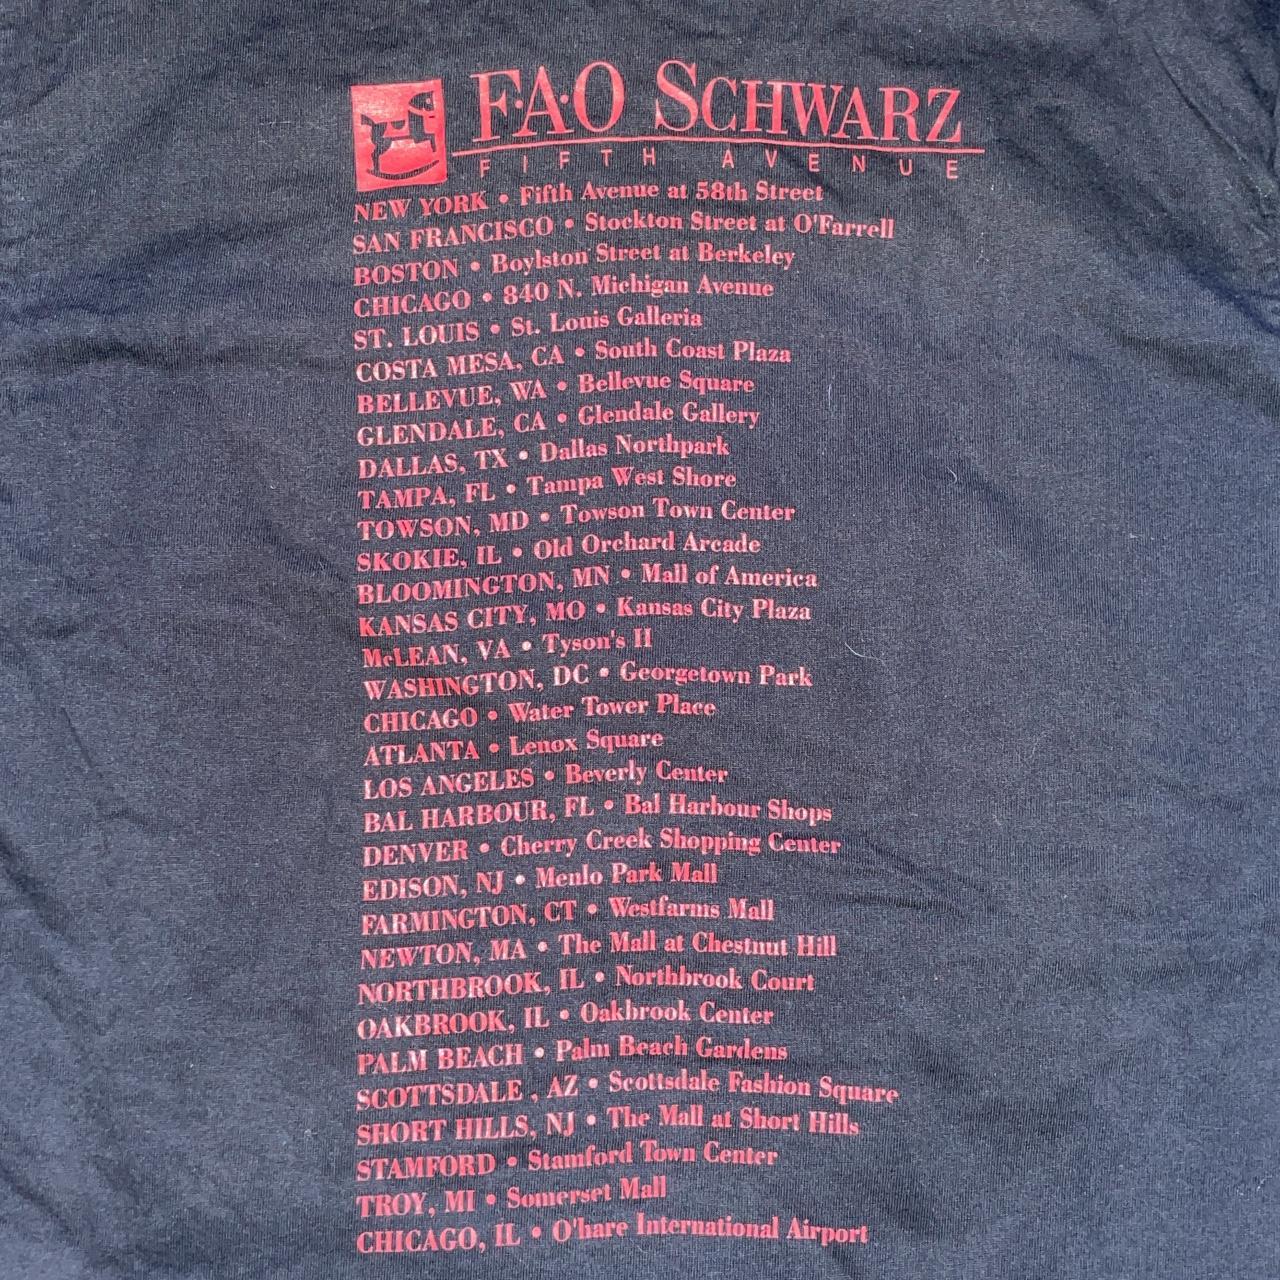 F·A·O SCHWARZ
FIFTH AVENUE
NEW YORK • Fifth Avenue at 58th Street
SAN FRANCISCO • Stockton Street at O'Farrell
BOSTON • Boylston Street at Berkeley
CHICAGO • 840 N. Michigan Avenue
ST. LOUIS • St. Louis Galleria
COSTA MESA, CA • South Coast Plaza
BELLEVUE, WA • Bellevue Square
GLENDALE, CA • Glendale Gallery
DALLAS, TX • Dallas Northpark
TAMPA, FL • Tampa West Shore
TOWSON, MD • Towson Town Center
SKOKIE, IL • Old Orchard Arcade
BLOOMINGTON, MN • Mall of America
KANSAS CITY, MO • Kansas City Plaza
McLEAN, VA • Tyson's II
WASHINGTON, DC • Georgetown Park
CHICAGO • Water Tower Place
ATLANTA • Lenox Square
LOS ANGELES • Beverly Center
BAL HARBOUR, FL • Bal Harbour Shops
DENVER • Cherry Creek Shopping Center
EDISON, NJ • Menlo Park Mall
FARMINGTON, CT • Westfarms Mall
NEWTON, MA • The Mall at Chestnut Hill
NORTHBROOK, IL • Northbrook Court
OAKBROOK, IL • Oakbrook Center
PALM BEACH • Palm Beach Gardens
SCOTTSDALE , AZ • Scottsdale Fashion Square
SHORT HILLS, NJ • The Mall at Short Hills
STAMFORD • Stamford Town Center
TROY, MI • Somerset Mall
CHICAGO, IL • O'hare International Airport